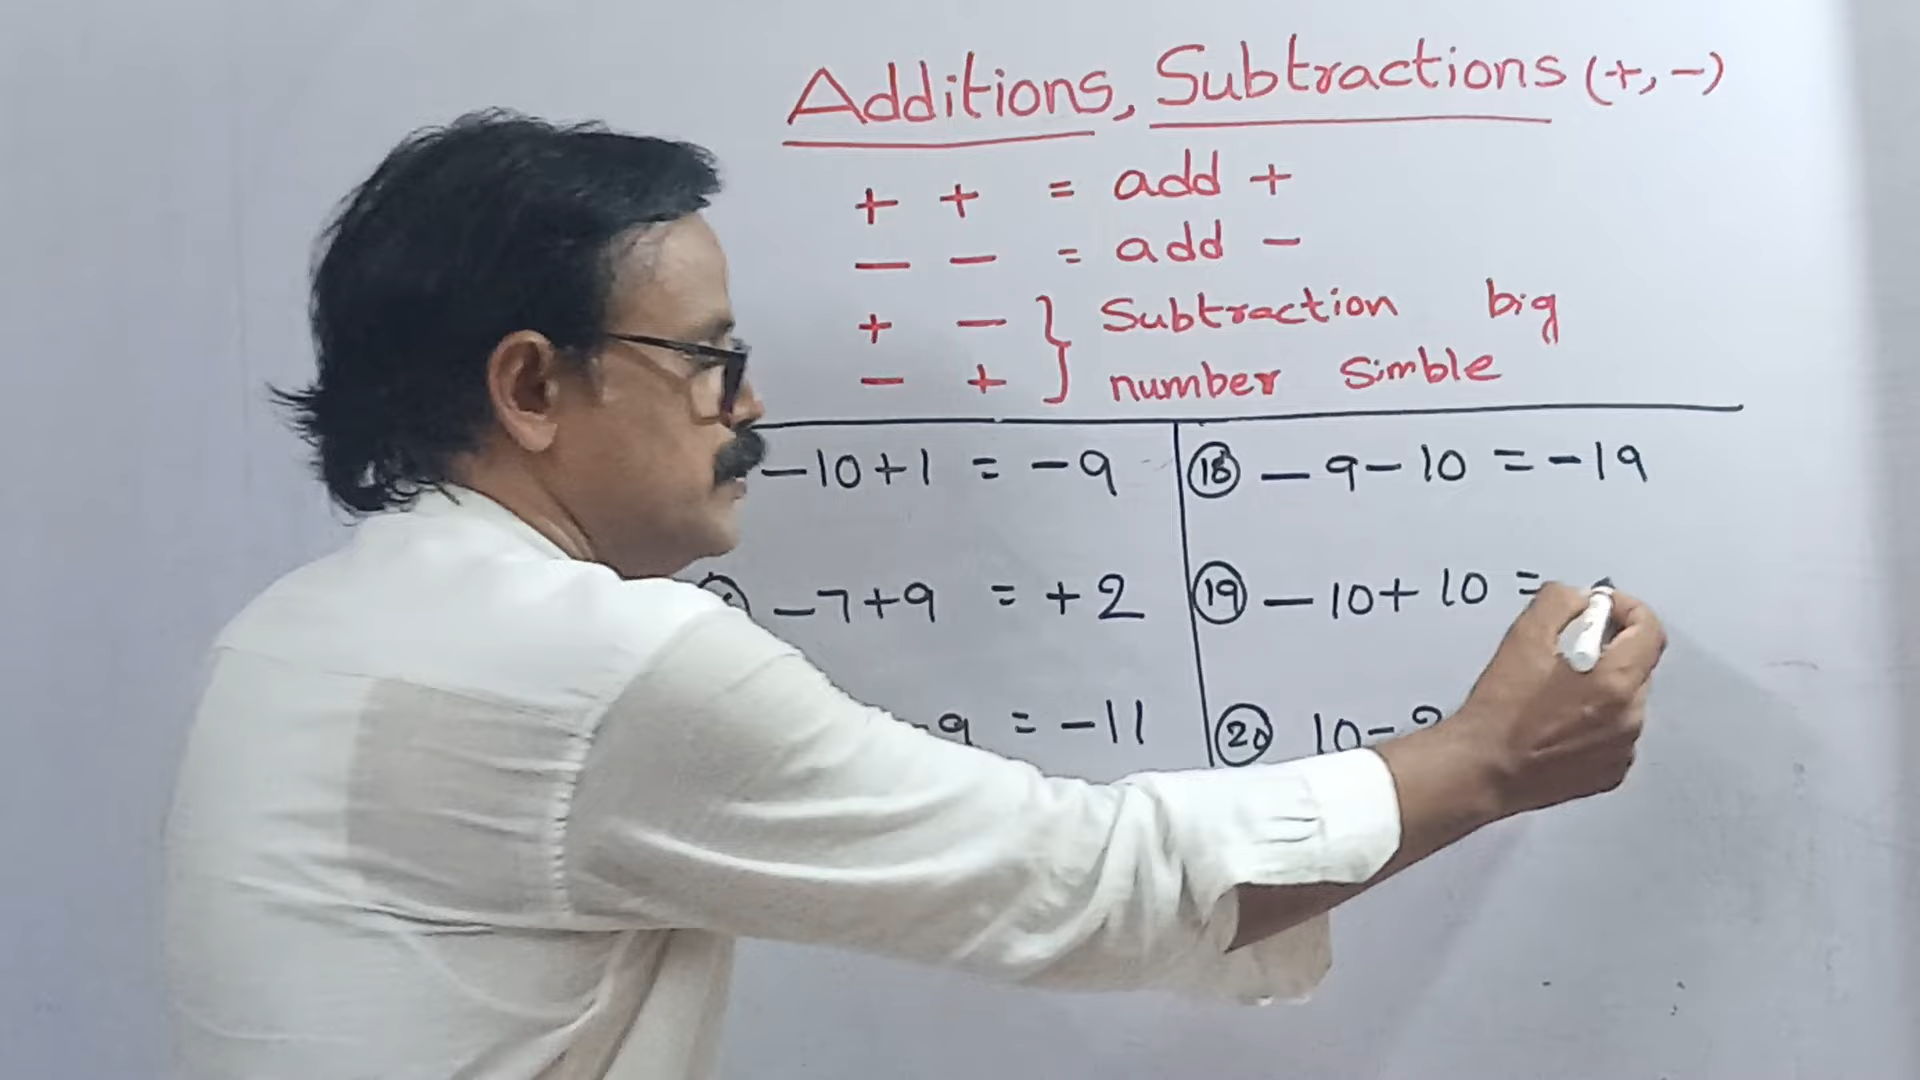 Additions, Subtractions (+, -)
+ + = add +
- - = add -
+ - } Subtraction big
- + } number Simble
-10+1 = -9
-7+9 = +2
-9 = -11
18 -9-10 = -19
19 -10+10 =
20 10-2